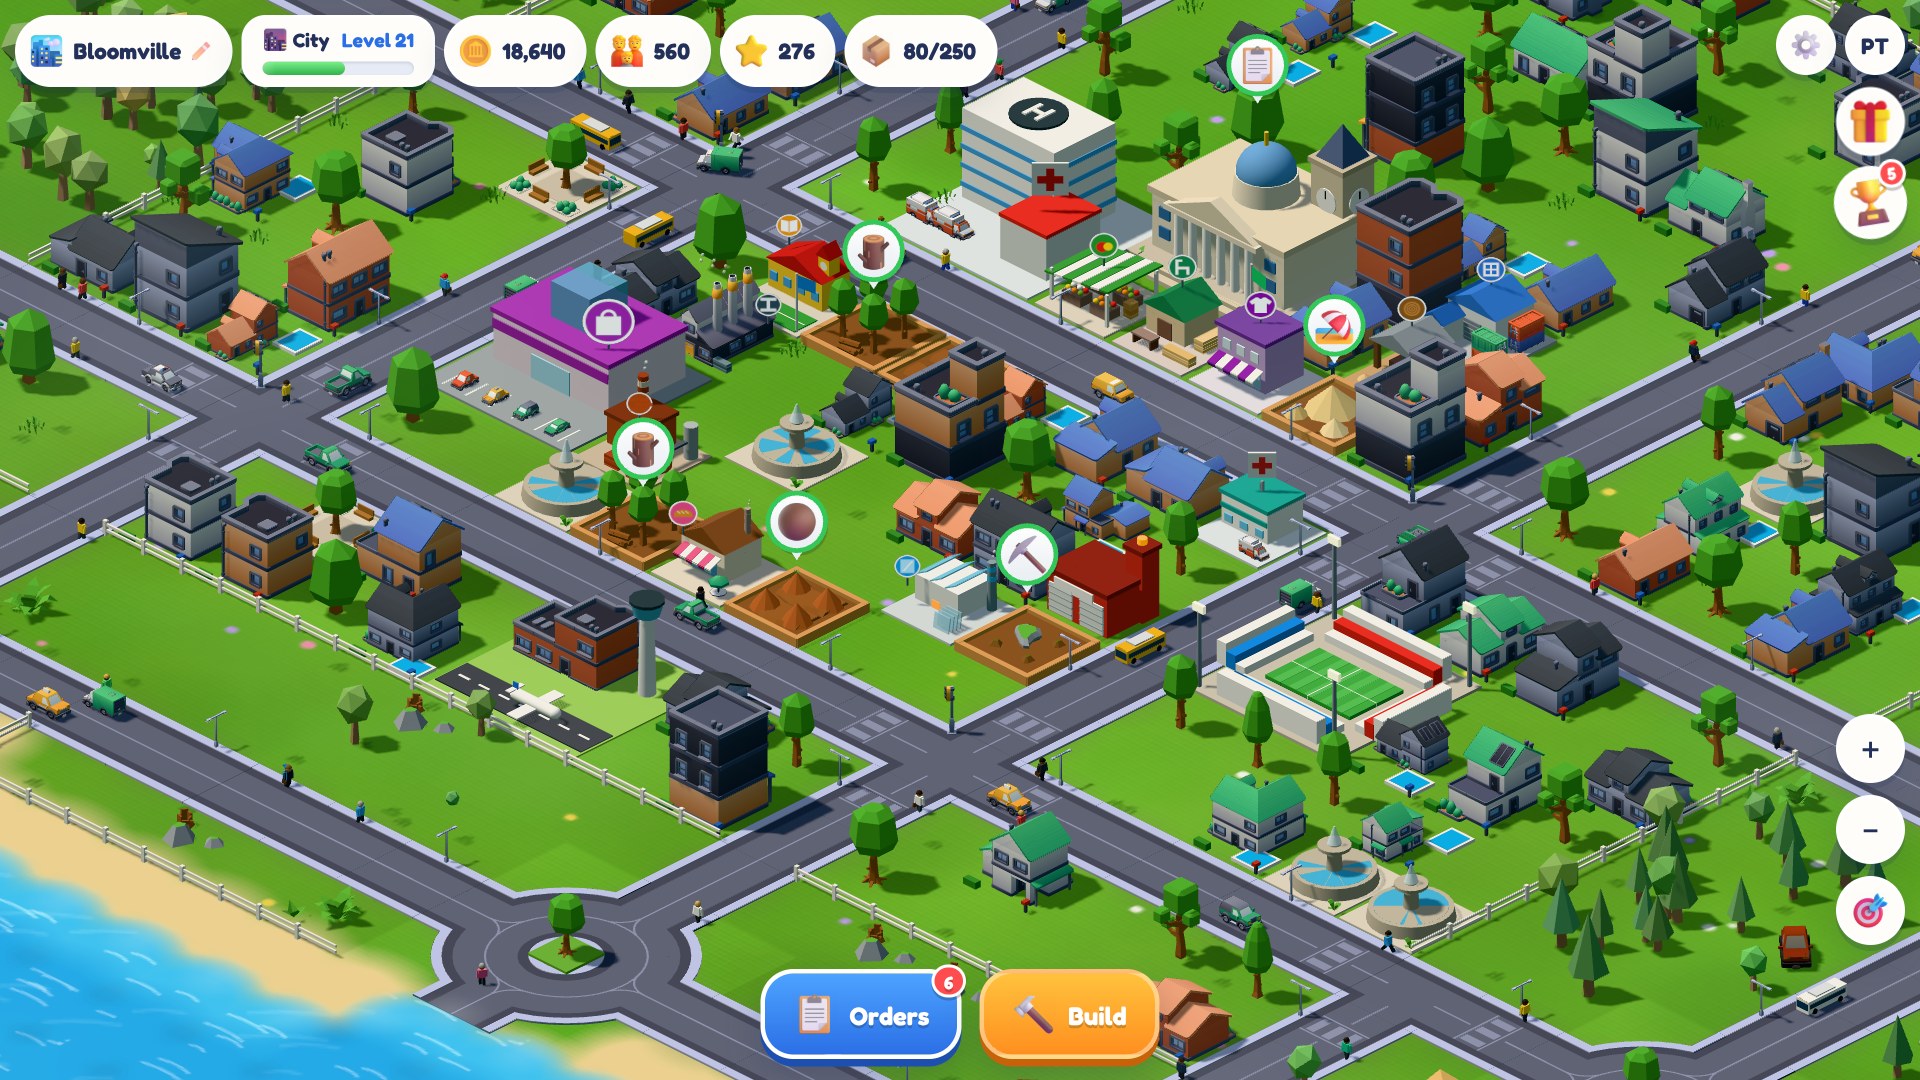 Bloomville
City Level 21
18,640
560
276
80/250
PT
5
H
+
-
6
Orders
Build